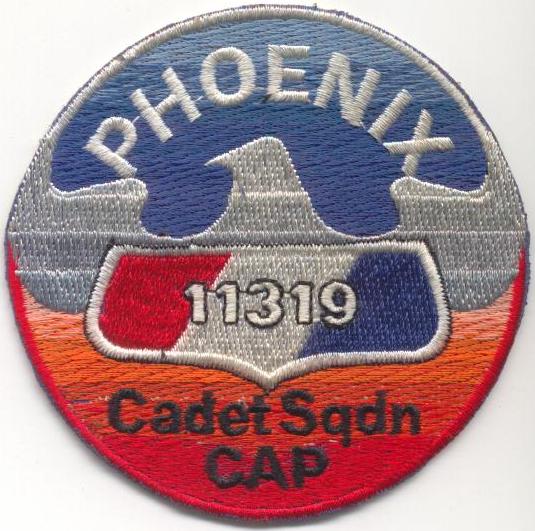 PHOENIX
11319
Cadet Sqdn
CAP